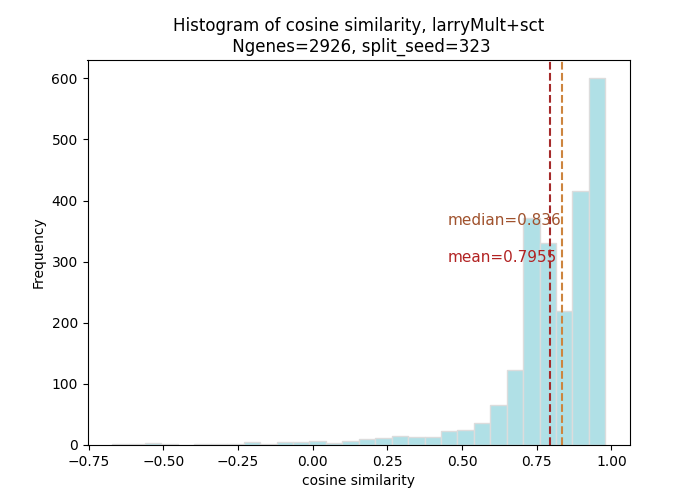 Histogram of cosine similarity, larryMult+sct
Ngenes=2926, split_seed=323
600
500
400
300
200
100
0
Frequency
median=0.836
mean=0.7955
−0.75 −0.50 −0.25 0.00 0.25 0.50 0.75 1.00
cosine similarity